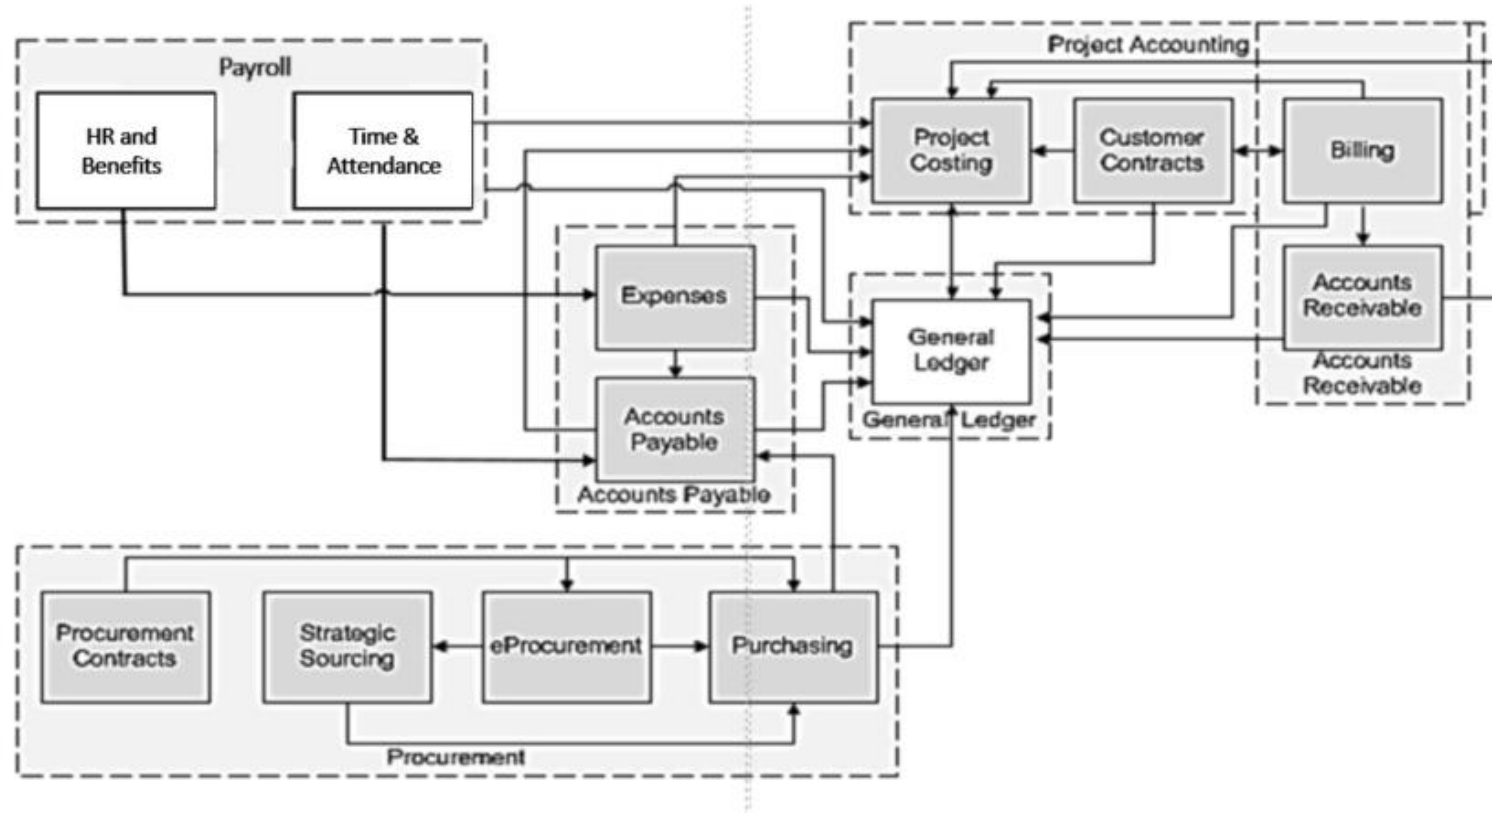 Payroll
HR and
Benefits
Time &
Attendance
Project Accounting
Project
Costing
Customer
Contracts
Billing
Expenses
Accounts
Payable
Accounts Payable
General
Ledger
General Ledger
Accounts
Receivable
Accounts
Receivable
Procurement
Contracts
Strategic
Sourcing
eProcurement
Purchasing
Procurement